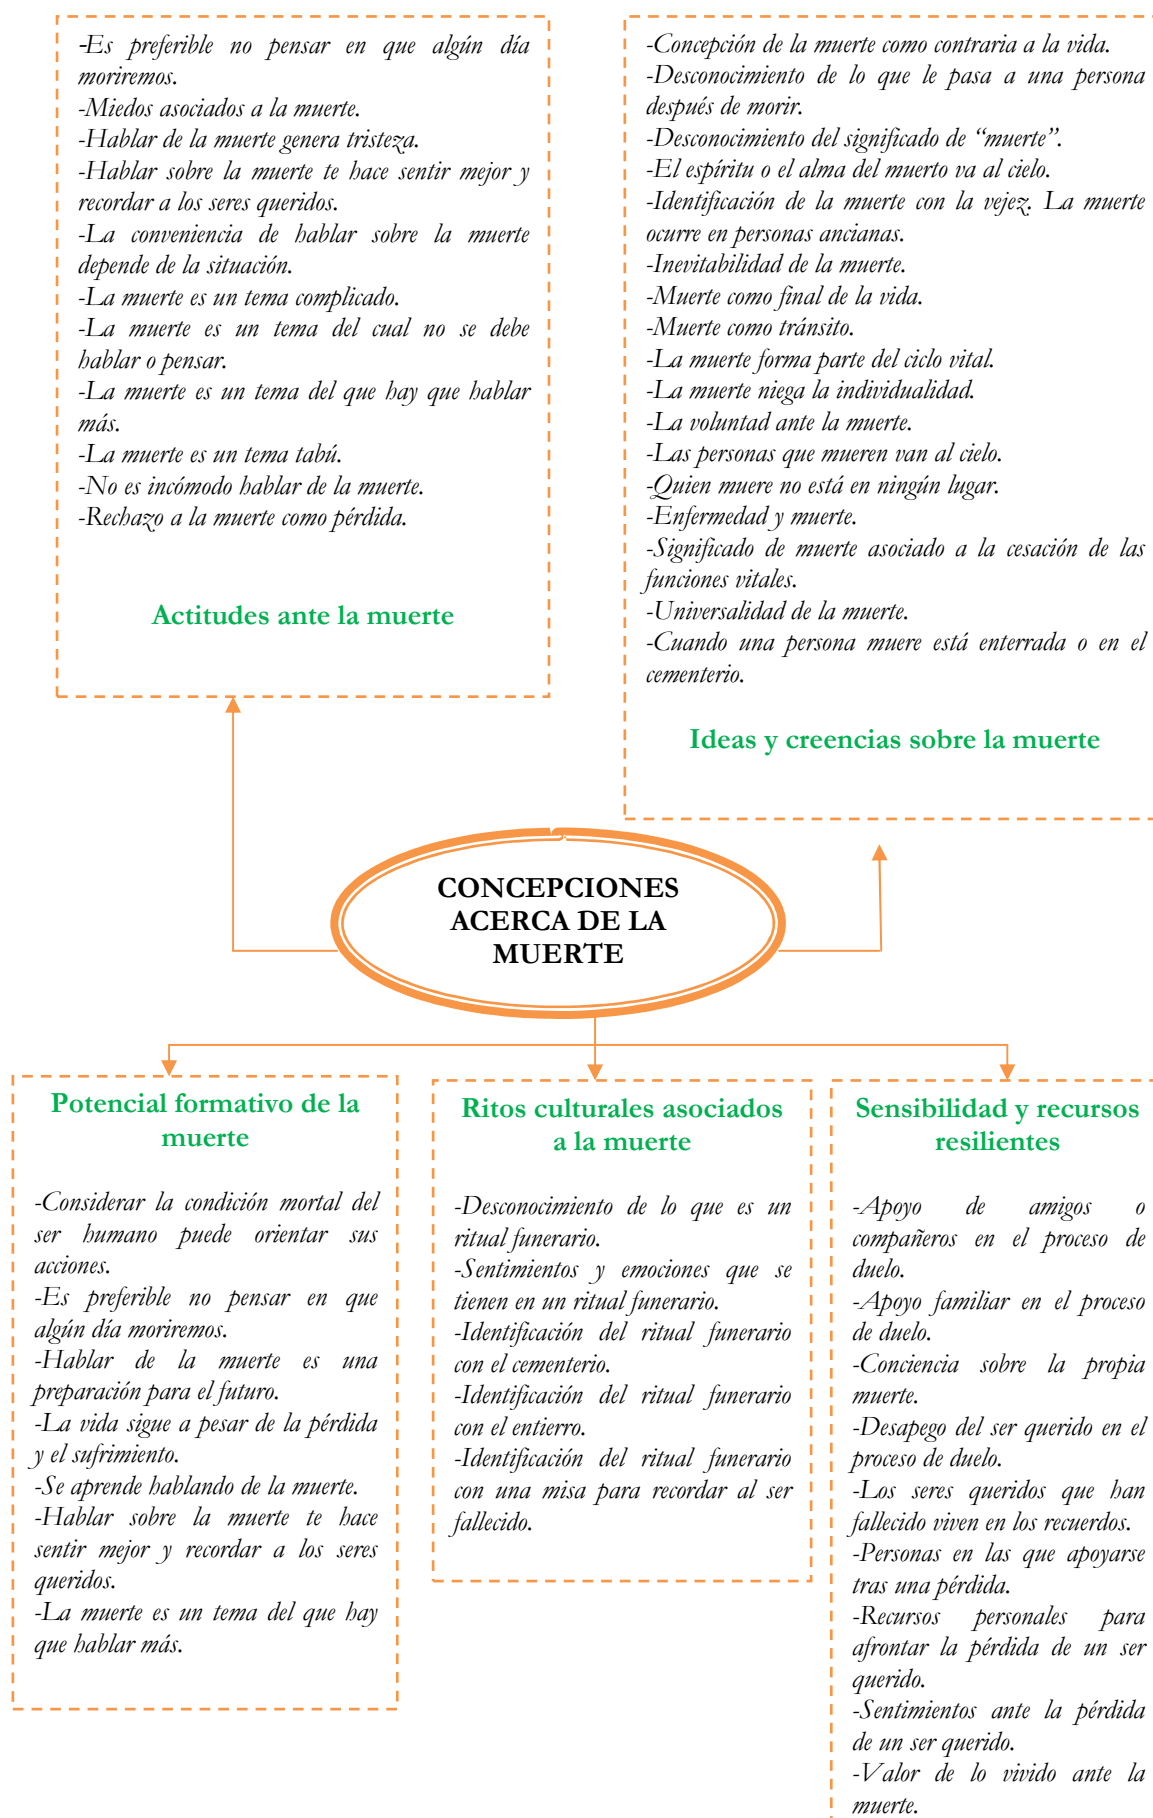 -Es preferible no pensar en que algún día
moriremos.
-Miedos asociados a la muerte.
-Hablar de la muerte genera tristeza.
-Hablar sobre la muerte te hace sentir mejor y
recordar a los seres queridos.
-La conveniencia de hablar sobre la muerte
depende de la situación.
-La muerte es un tema complicado.
-La muerte es un tema del cual no se debe
hablar o pensar.
-La muerte es un tema del que hay que hablar
más.
-La muerte es un tema tabú.
-No es incómodo hablar de la muerte.
-Rechazo a la muerte como pérdida.
Actitudes ante la muerte
-Concepción de la muerte como contraria a la vida.
-Desconocimiento de lo que le pasa a una persona
después de morir.
-Desconocimiento del significado de “muerte”.
-El espíritu o el alma del muerto va al cielo.
-Identificación de la muerte con la vejez. La muerte
ocurre en personas ancianas.
-Inevitabilidad de la muerte.
-Muerte como final de la vida.
-Muerte como tránsito.
-La muerte forma parte del ciclo vital.
-La muerte niega la individualidad.
-La voluntad ante la muerte.
-Las personas que mueren van al cielo.
-Quien muere no está en ningún lugar.
-Enfermedad y muerte.
-Significado de muerte asociado a la cesación de las
funciones vitales.
-Universalidad de la muerte.
-Cuando una persona muere está enterrada o en el
cementerio.
Ideas y creencias sobre la muerte
CONCEPCIONES
ACERCA DE LA
MUERTE
Potencial formativo de la
muerte
-Considerar la condición mortal del
ser humano puede orientar sus
acciones.
-Es preferible no pensar en que
algún día moriremos.
-Hablar de la muerte es una
preparación para el futuro.
-La vida sigue a pesar de la pérdida
y el sufrimiento.
-Se aprende hablando de la muerte.
-Hablar sobre la muerte te hace
sentir mejor y recordar a los seres
queridos.
-La muerte es un tema del que hay
que hablar más.
Ritos culturales asociados
a la muerte
-Desconocimiento de lo que es un
ritual funerario.
-Sentimientos y emociones que se
tienen en un ritual funerario.
-Identificación del ritual funerario
con el cementerio.
-Identificación del ritual funerario
con el entierro.
-Identificación del ritual funerario
con una misa para recordar al ser
fallecido.
Sensibilidad y recursos
resilientes
-Apoyo de amigos o
compañeros en el proceso de
duelo.
-Apoyo familiar en el proceso
de duelo.
-Conciencia sobre la propia
muerte.
-Desapego del ser querido en el
proceso de duelo.
-Los seres queridos que han
fallecido viven en los recuerdos.
-Personas en las que apoyarse
tras una pérdida.
-Recursos personales para
afrontar la pérdida de un ser
querido.
-Sentimientos ante la pérdida
de un ser querido.
-Valor de lo vivido ante la
muerte.